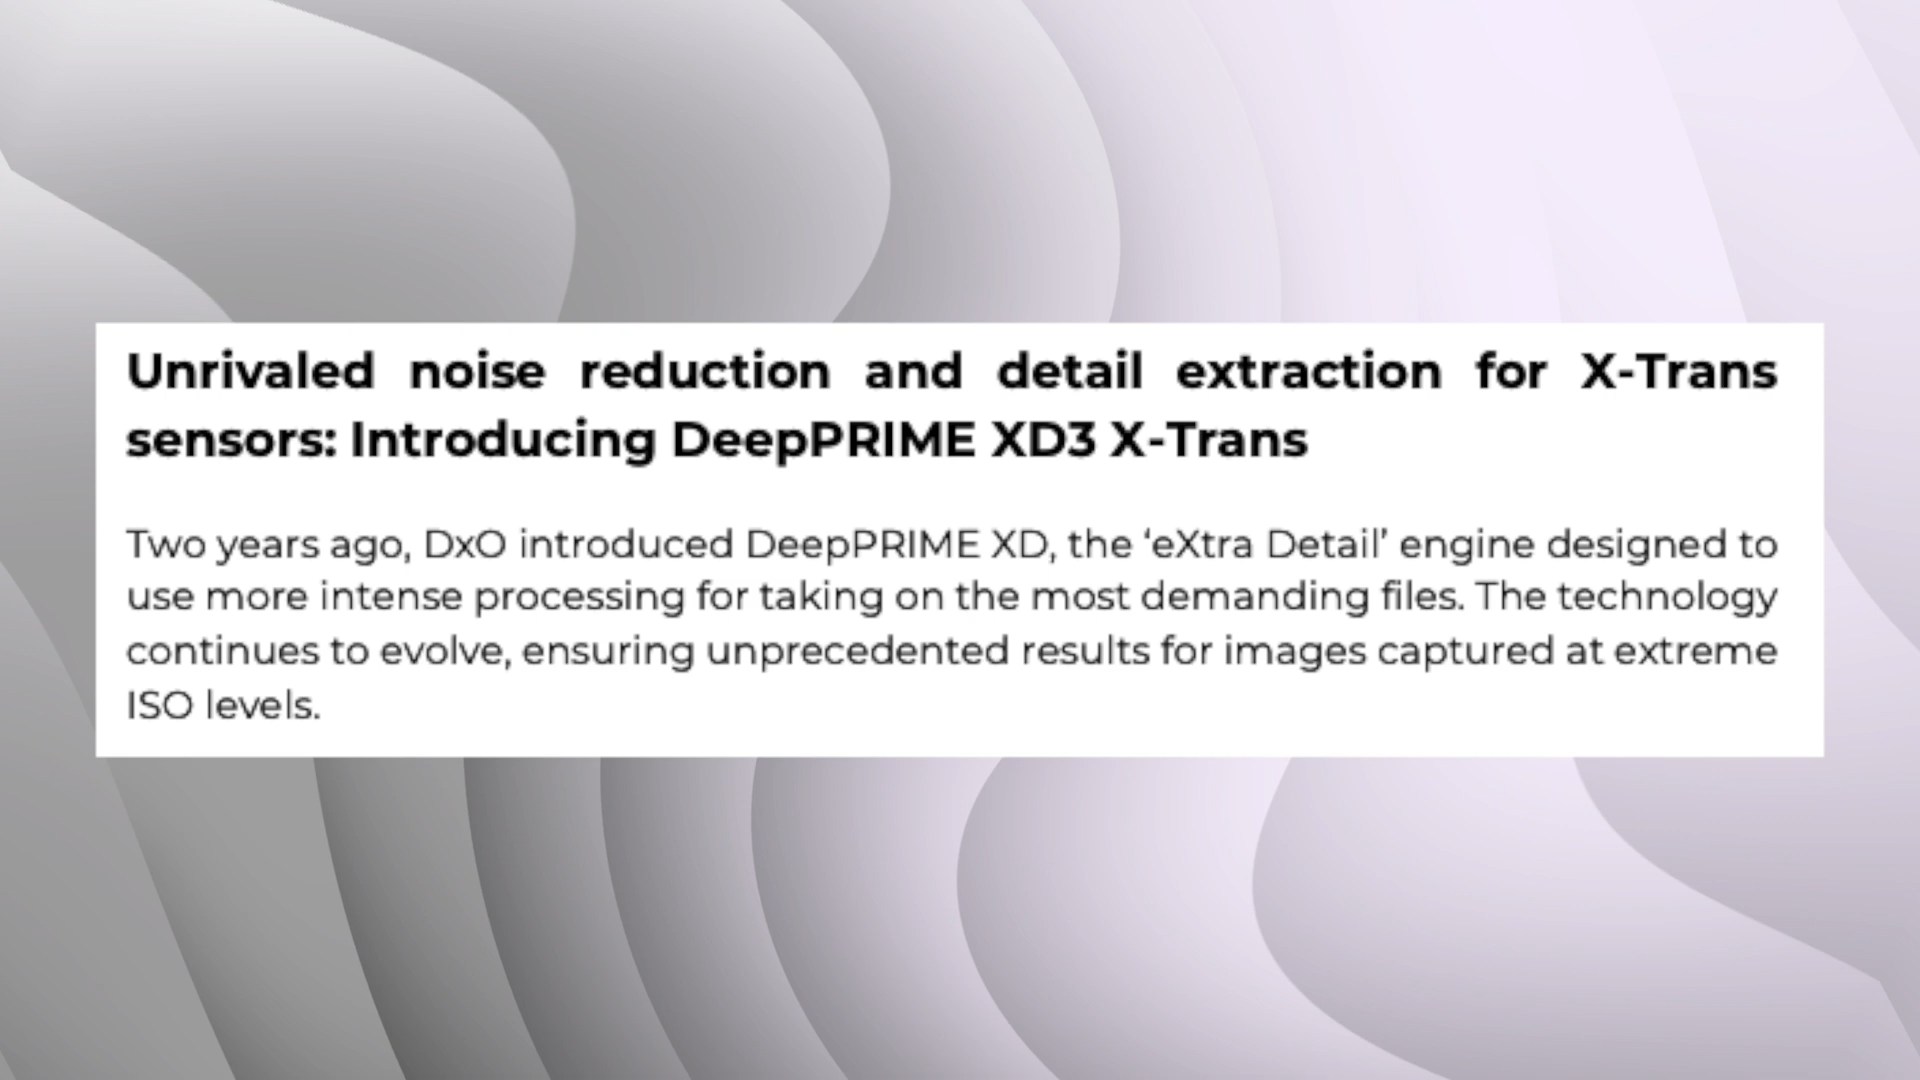 Unrivaled noise reduction and detail extraction for X-Trans
sensors: Introducing DeepPRIME XD3 X-Trans
Two years ago, DxO introduced DeepPRIME XD, the ‘eXtra Detail’ engine designed to
use more intense processing for taking on the most demanding files. The technology
continues to evolve, ensuring unprecedented results for images captured at extreme
ISO levels.